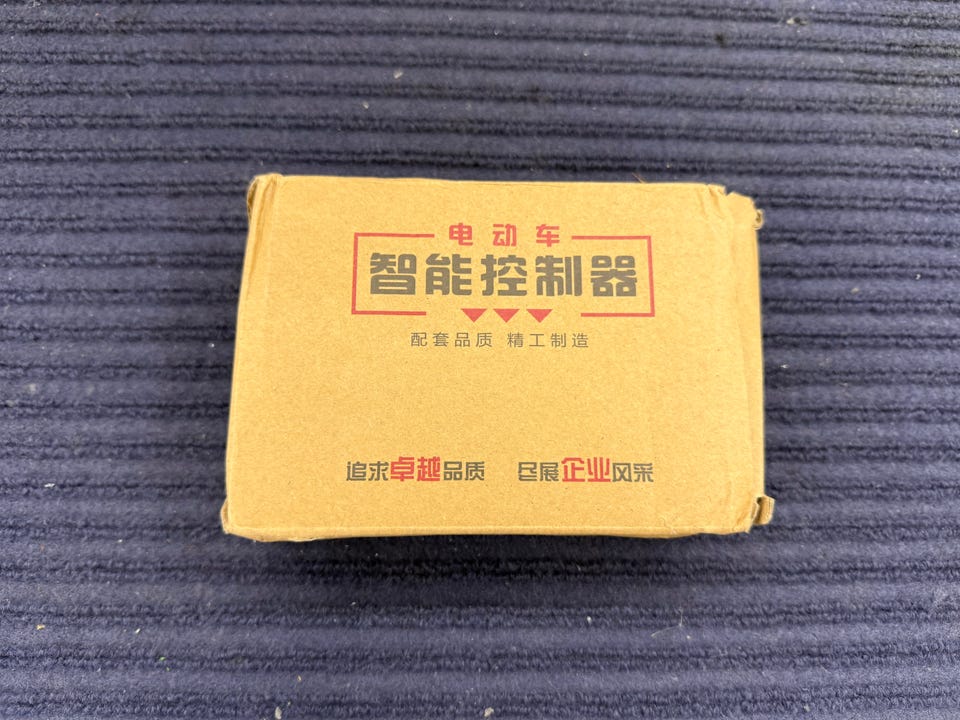 电动车
智能控制器
配套品质 精工制造
追求卓越品质 尽展企业风采